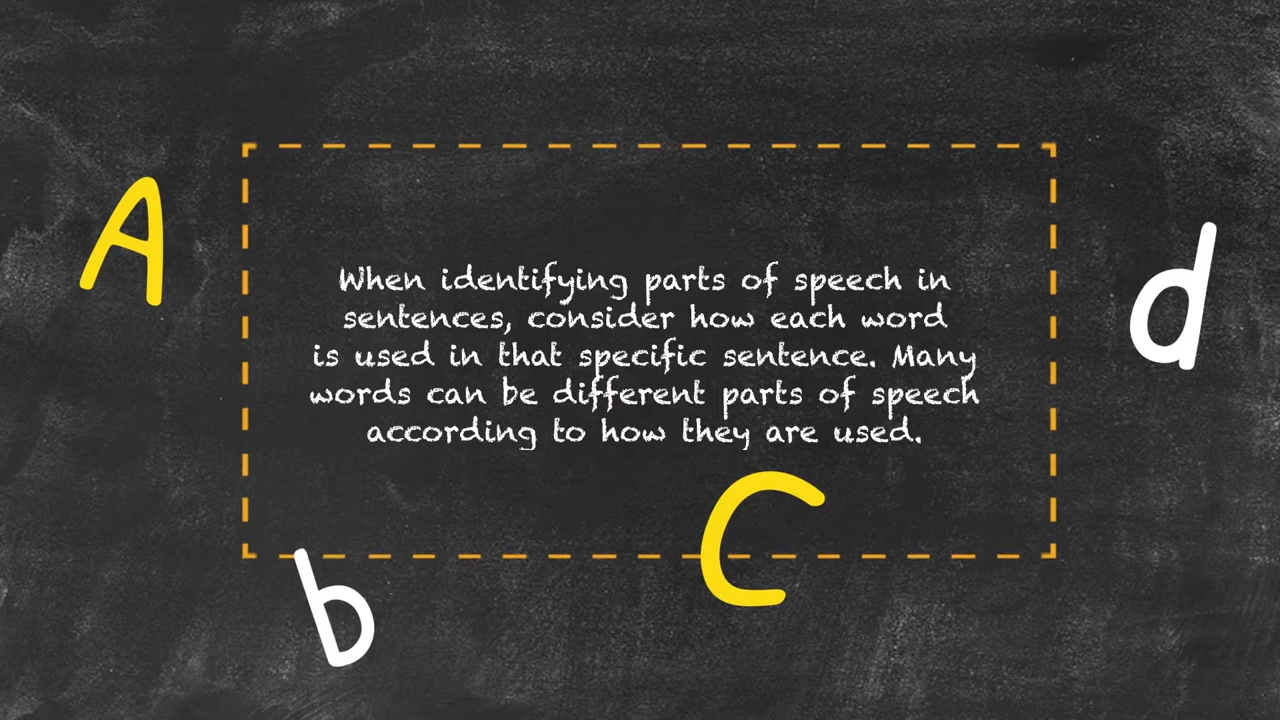 A
d
When identifying parts of speech in
sentences, consider how each word
is used in that specific sentence. Many
words can be different parts of speech
according to how they are used.
C
b